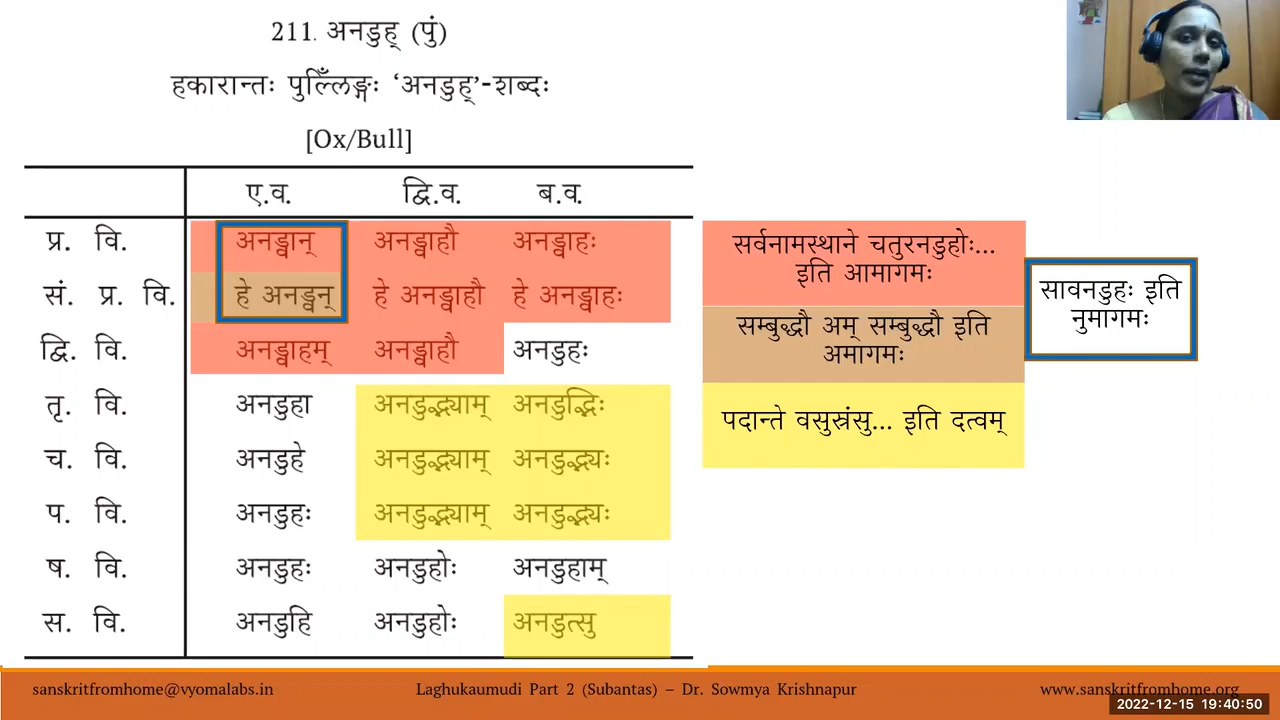 211. अनडुह् (पुं)
हकारान्तः पुल्लिँङ्गः ‘अनडुह्’-शब्दः
[Ox/Bull]
ए.व. द्वि.व. ब.व.
प्र. वि. अनड्वान् अनड्वाहौ अनड्वाहः
सं. प्र. वि. हे अनड्वन् हे अनड्वाहौ हे अनड्वाहः
द्वि. वि. अनड्वाहम् अनड्वाहौ अनडुहः
तृ. वि. अनडुहा अनडुद्भ्याम् अनडुद्भिः
च. वि. अनडुहे अनडुद्भ्याम् अनडुद्भ्यः
प. वि. अनडुहः अनडुद्भ्याम् अनडुद्भ्यः
ष. वि. अनडुहः अनडुहोः अनडुहाम्
स. वि. अनडुहि अनडुहोः अनडुत्सु
सर्वनामस्थाने चतुरनडुहोः...
इति आमागमः
सम्बुद्धौ अम् सम्बुद्धौ इति
अमागमः
पदान्ते वसुस्रंसु... इति दत्वम्
सावनडुहः इति
नुमागमः
sanskritfromhome@vyomalabs.in Laghukaumudi Part 2 (Subantas) – Dr. Sowmya Krishnapur www.sanskritfromhome.org
2022-12-15 19:40:50